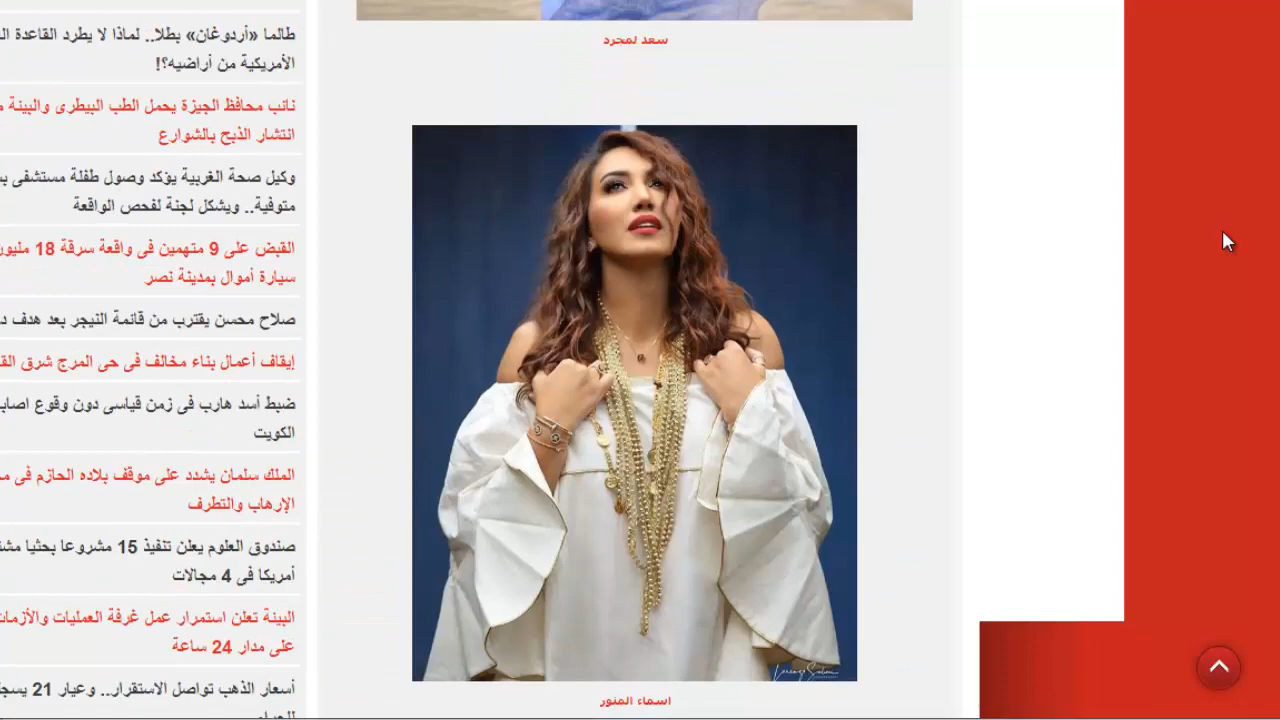 سعد لمجرد
طالما «أردوغان» بطلا.. لماذا لا يطرد القاعدة
الأمريكية من أراضيه؟!
نائب محافظ الجيزة يحمل الطب البيطرى والبيئة
انتشار الذبح بالشوارع
وكيل صحة الغربية يؤكد وصول طفلة مستشفى
متوفية.. ويشكل لجنة لفحص الواقعة
القبض على 9 متهمين فى واقعة سرقة 18 مليون
سيارة أموال بمدينة نصر
صلاح محسن يقترب من قائمة النيجر بعد هدف
إيقاف أعمال بناء مخالف فى حى المرج شرق
ضبط أسد هارب فى زمن قياسى دون وقوع
الكويت
الملك سلمان يشدد على موقف بلاده الحازم فى
الإرهاب والتطرف
صندوق العلوم يعلن تنفيذ 15 مشروعا بحثيا
أمريكا فى 4 مجالات
البيئة تعلن استمرار عمل غرفة العمليات والأزمات
على مدار 24 ساعة
أسعار الذهب تواصل الاستقرار.. وعيار 21
اسماء المنور